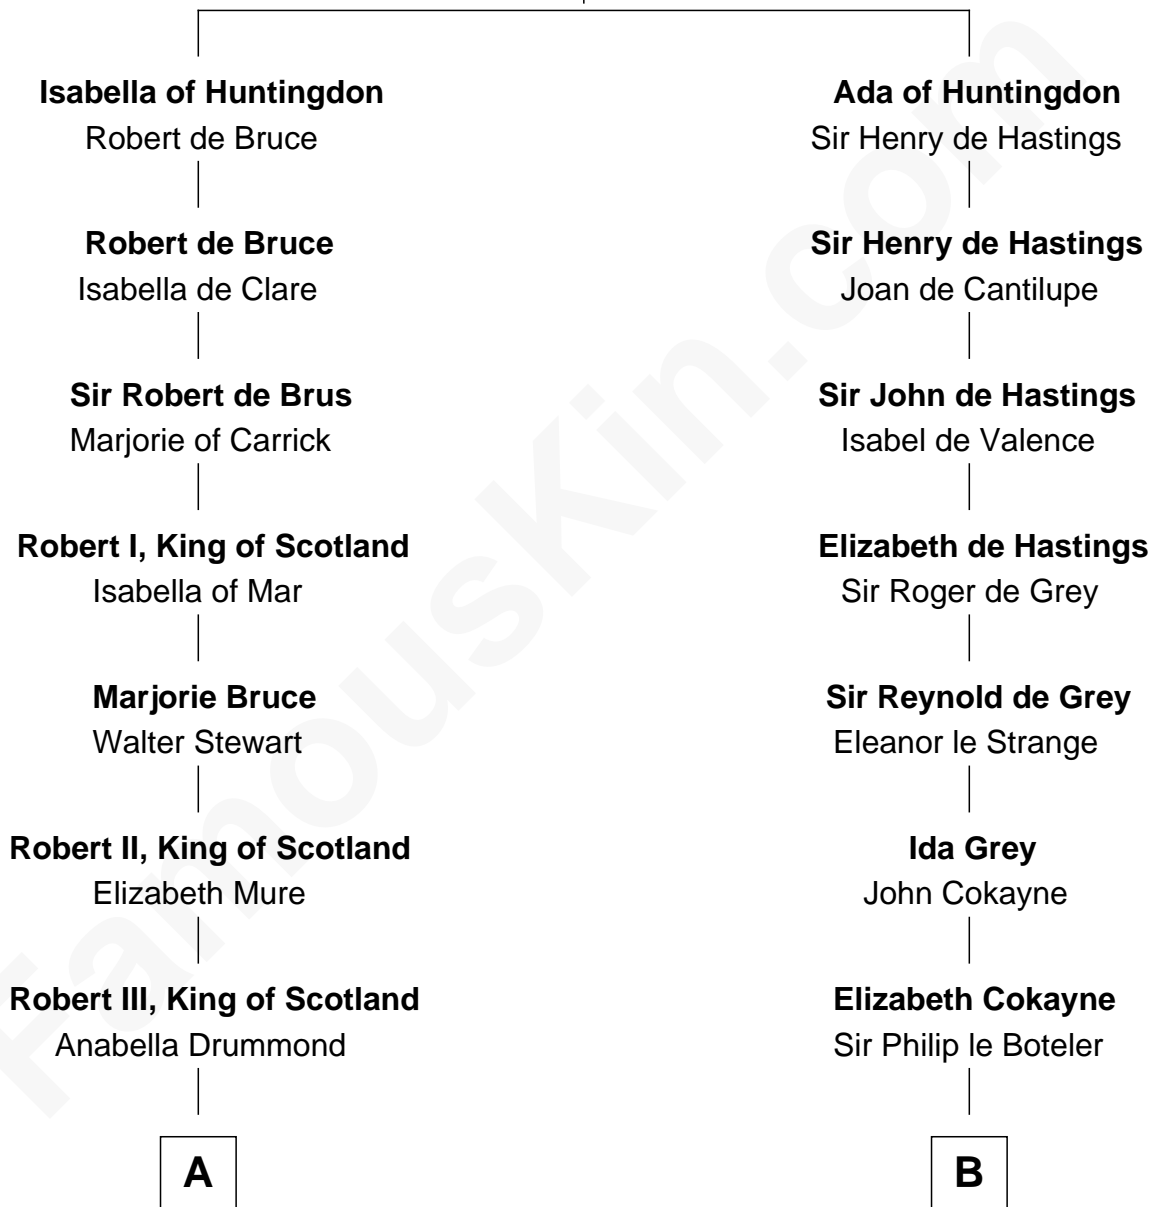 Isabella of Huntingdon
Robert de Bruce
Robert de Bruce
Isabella de Clare
Sir Robert de Brus
Marjorie of Carrick
Robert I, King of Scotland
Isabella of Mar
Marjorie Bruce
Walter Stewart
Robert II, King of Scotland
Elizabeth Mure
Robert III, King of Scotland
Anabella Drummond
A
Ada of Huntingdon
Sir Henry de Hastings
Sir Henry de Hastings
Joan de Cantilupe
Sir John de Hastings
Isabel de Valence
Elizabeth de Hastings
Sir Roger de Grey
Sir Reynold de Grey
Eleanor le Strange
Ida Grey
John Cokayne
Elizabeth Cokayne
Sir Philip le Boteler
B
FamousKin.com